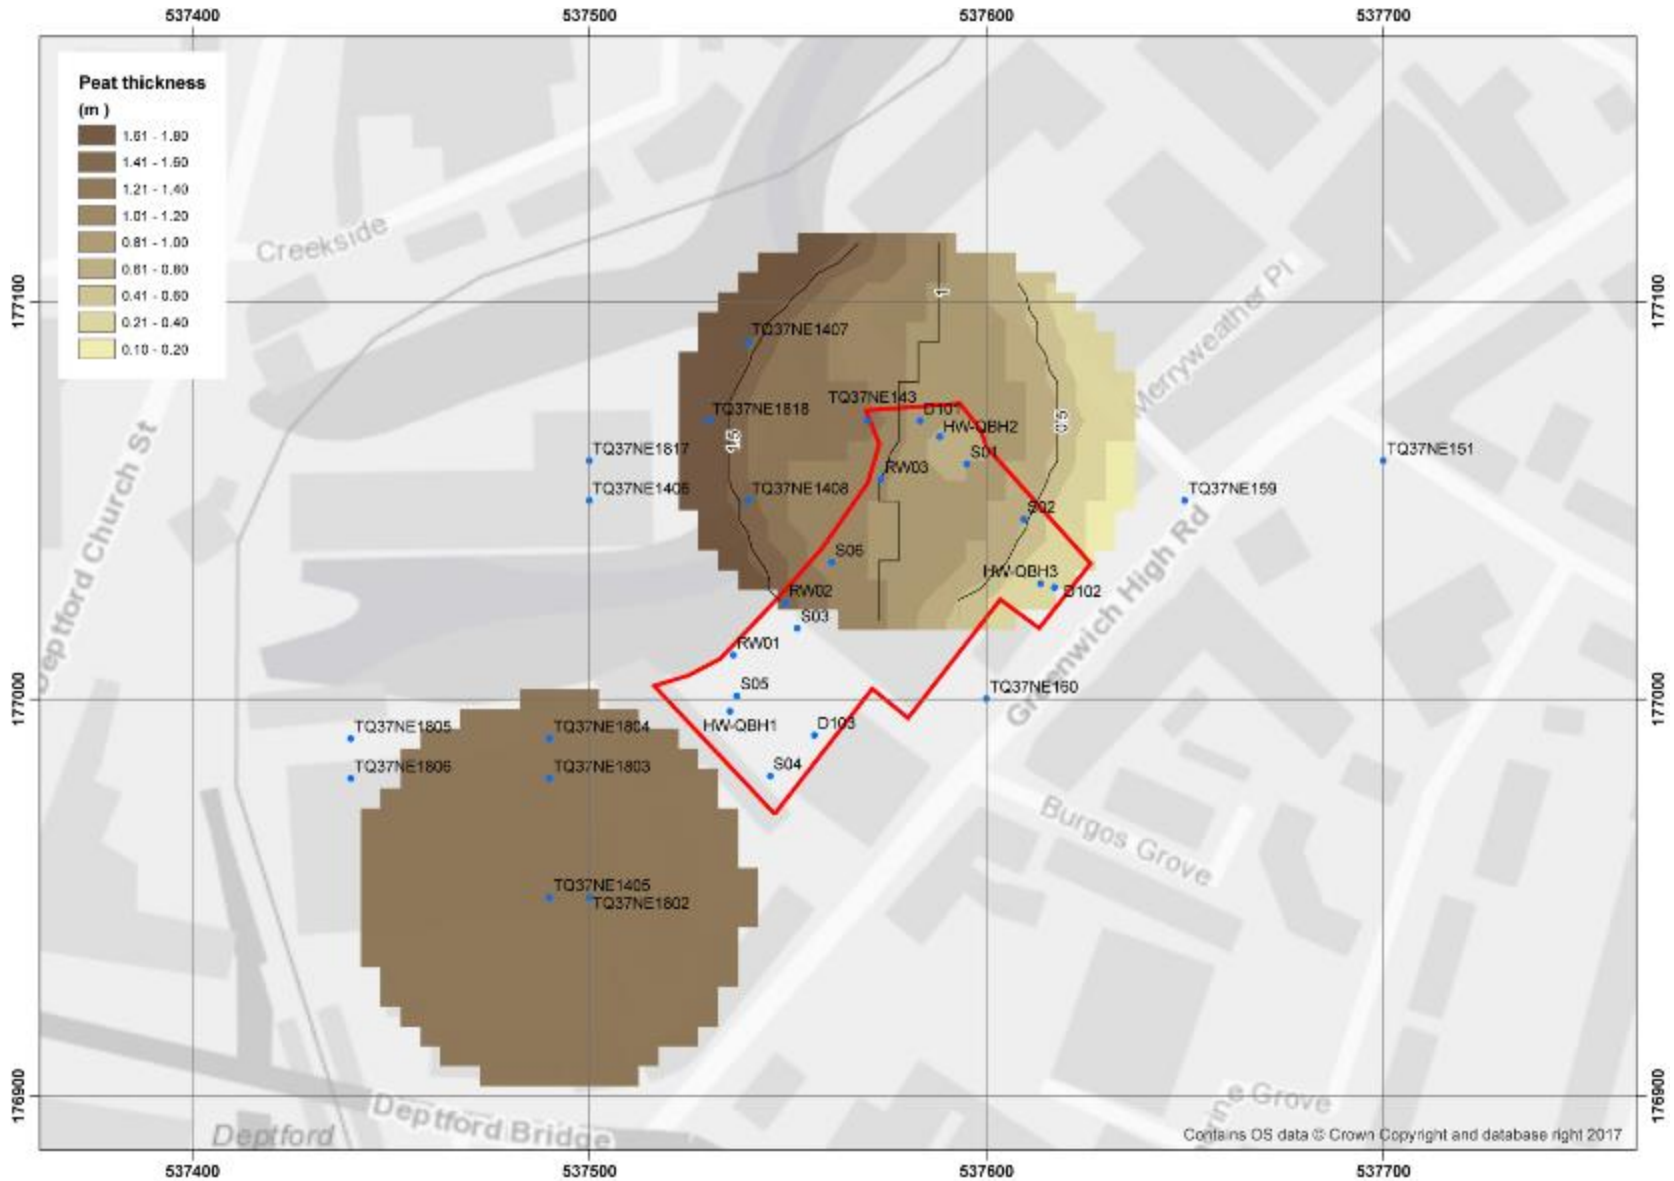 537400
537500
537600
537700
Peat thickness
(m )
1.61 - 1.80
1.41 - 1.60
1.21 - 1.40
1.01 - 1.20
0.81 - 1.00
0.61 - 0.80
0.41 - 0.60
0.21 - 0.40
0.10 - 0.20
Creekside
177100
177100
1
TQ37NE1407
Merryweather Pl
TQ37NE143
TQ37NE1818
D101
HW-QBH2
0.5
1.5
TQ37NE1817
S01
TQ37NE151
RW03
TQ37NE1406
TQ37NE1408
TQ37NE159
S02
Deptford Church St
S06
HW-QBH3
D102
RW02
S03
Greenwich High Rd
RW01
S05
TQ37NE160
177000
177000
HW-QBH1
D103
TQ37NE1805
TQ37NE1804
TQ37NE1806
TQ37NE1803
S04
Burgos Grove
TQ37NE1405
TQ37NE1802
176900
176900
Deptford Bridge
Deptford
rine Grove
Contains OS data © Crown Copyright and database right 2017
537400
537500
537600
537700